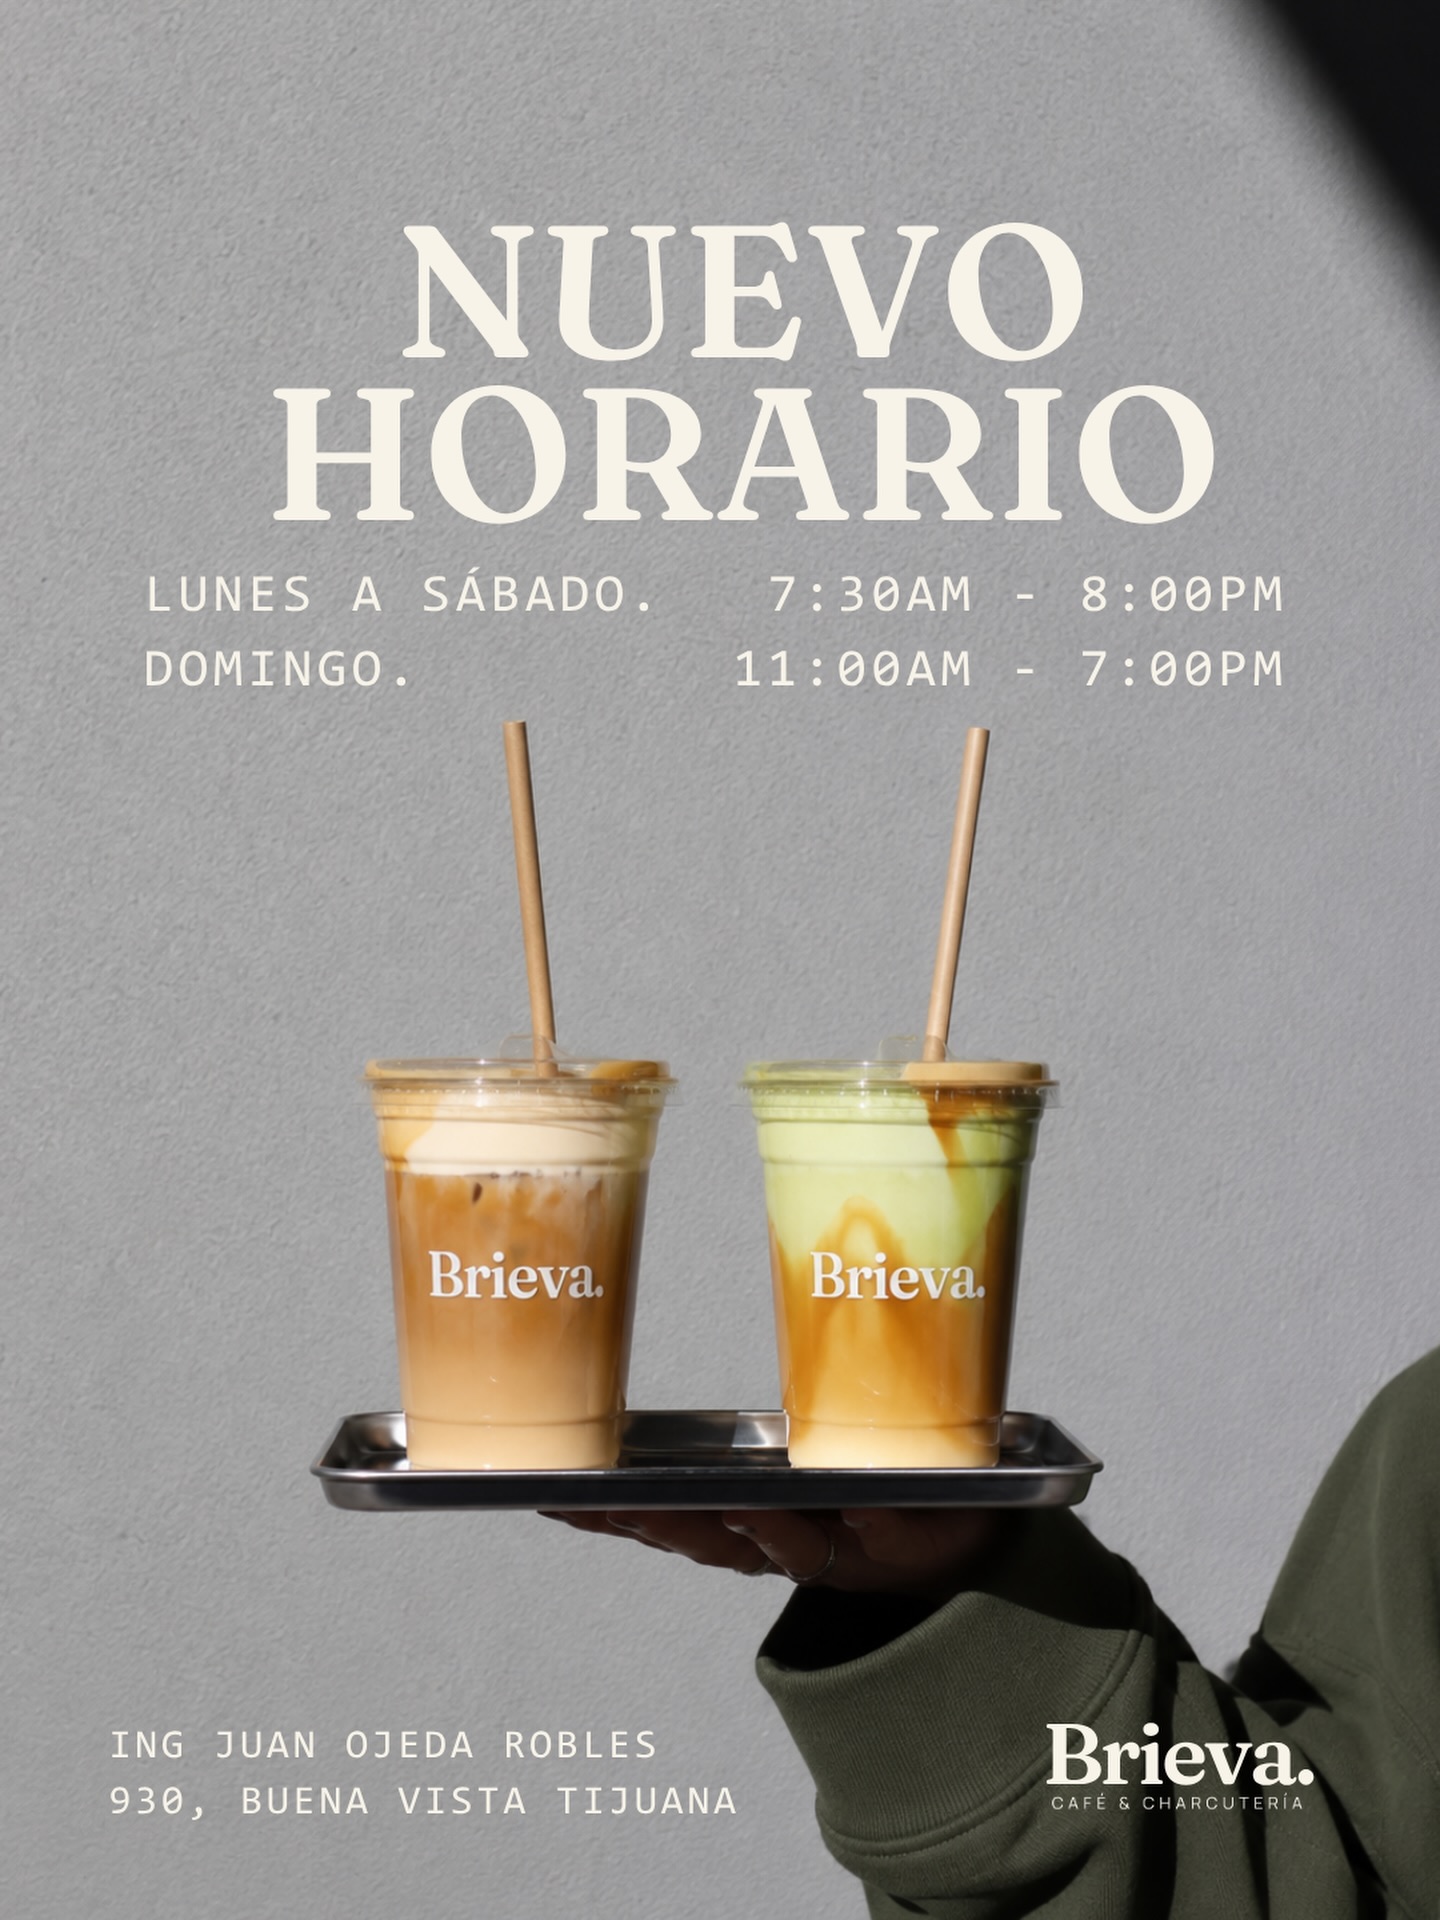 NUEVO
HORARIO
LUNES A SÁBADO. 7:30AM - 8:00PM
DOMINGO. 11:00AM - 7:00PM
Brieva. Brieva.
ING JUAN OJEDA ROBLES
930, BUENA VISTA TIJUANA
Brieva.
CAFÉ & CHARCUTERÍA